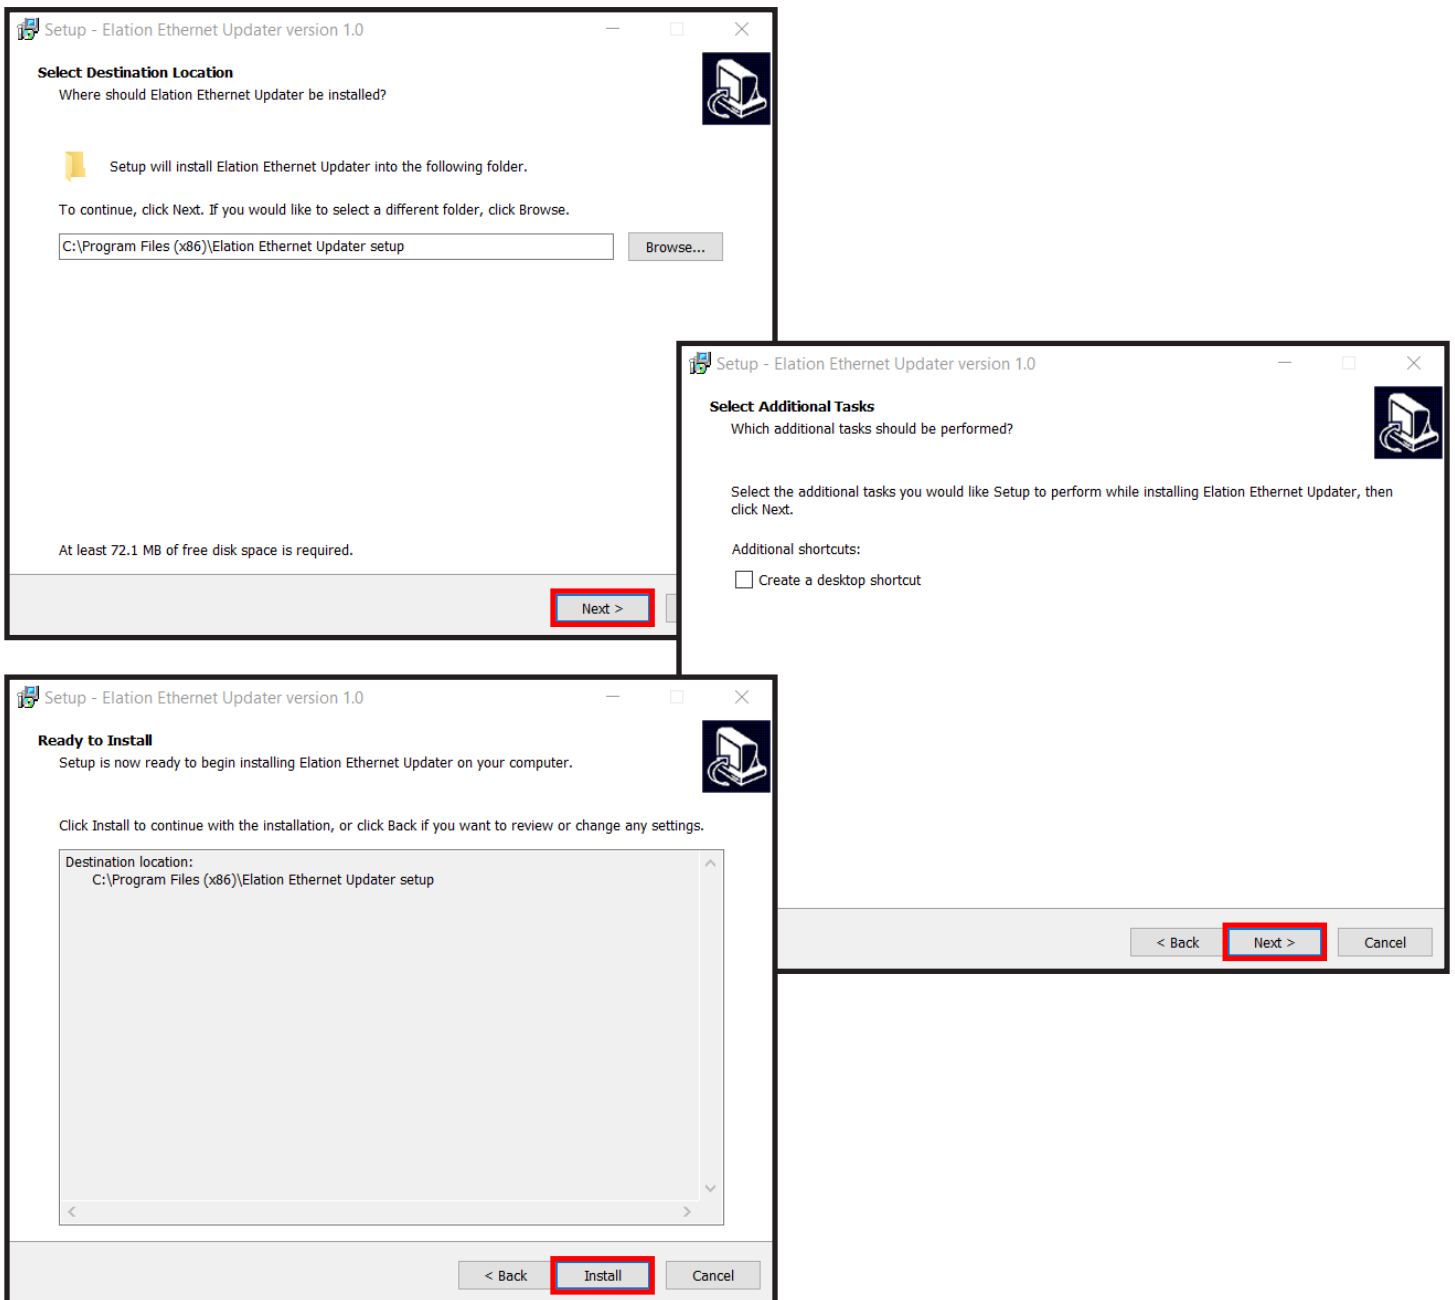 Setup - Elation Ethernet Updater version 1.0
Select Destination Location
Where should Elation Ethernet Updater be installed?
Setup will install Elation Ethernet Updater into the following folder.
To continue, click Next. If you would like to select a different folder, click Browse.
C:\Program Files (x86)\Elation Ethernet Updater setup
Browse...
At least 72.1 MB of free disk space is required.
Next >
Setup - Elation Ethernet Updater version 1.0
Select Additional Tasks
Which additional tasks should be performed?
Select the additional tasks you would like Setup to perform while installing Elation Ethernet Updater, then
click Next.
Additional shortcuts:
Create a desktop shortcut
< Back
Next >
Cancel
Setup - Elation Ethernet Updater version 1.0
Ready to Install
Setup is now ready to begin installing Elation Ethernet Updater on your computer.
Click Install to continue with the installation, or click Back if you want to review or change any settings.
Destination location:
C:\Program Files (x86)\Elation Ethernet Updater setup
< Back
Install
Cancel